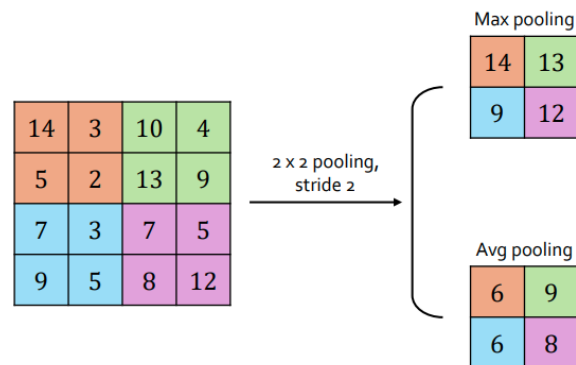 Max pooling
14 13
9 12
14 3 10 4
5 2 13 9
7 3 7 5
9 5 8 12
2 x 2 pooling,
stride 2
Avg pooling
6 9
6 8